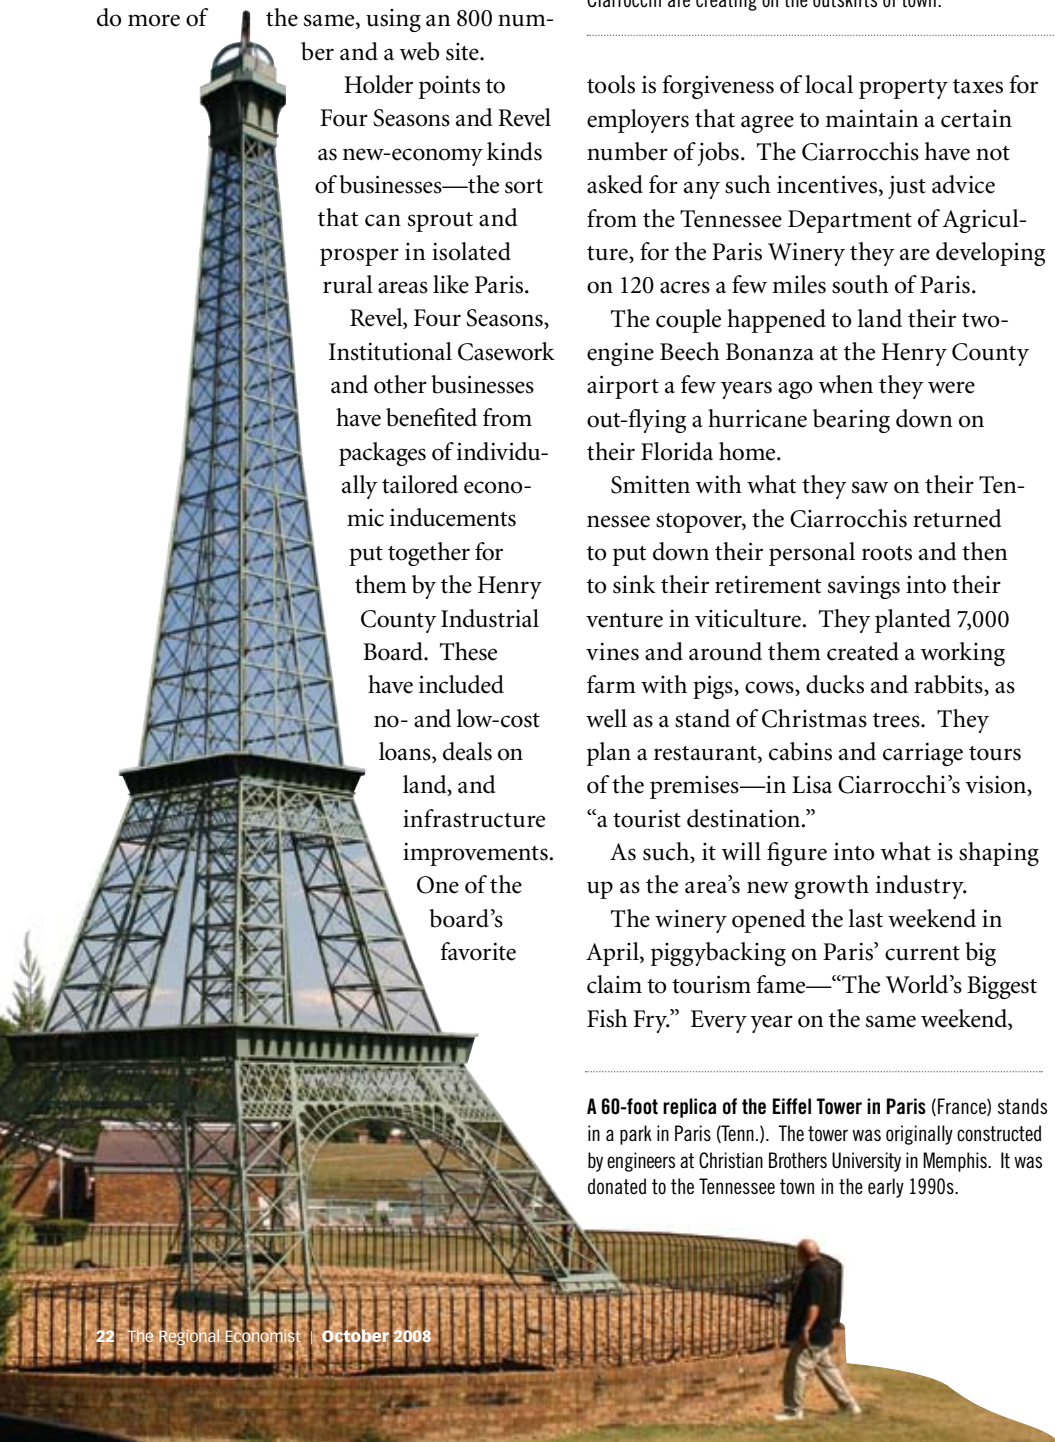 do more of the same, using an 800 num-
ber and a web site.
Holder points to
Four Seasons and Revel
as new-economy kinds
of businesses—the sort
that can sprout and
prosper in isolated
rural areas like Paris.
Revel, Four Seasons,
Institutional Casework
and other businesses
have benefited from
packages of individu-
ally tailored econo-
mic inducements
put together for
them by the Henry
County Industrial
Board.  These
have included
no- and low-cost
loans, deals on
land, and
infrastructure
improvements.
One of the
board’s
favorite
Ciarrocchi are creating on the outskirts of town.
tools is forgiveness of local property taxes for
employers that agree to maintain a certain
number of jobs.  The Ciarrocchis have not
asked for any such incentives, just advice
from the Tennessee Department of Agricul-
ture, for the Paris Winery they are developing
on 120 acres a few miles south of Paris.
The couple happened to land their two-
engine Beech Bonanza at the Henry County
airport a few years ago when they were
out-flying a hurricane bearing down on
their Florida home.
Smitten with what they saw on their Ten-
nessee stopover, the Ciarrocchis returned
to put down their personal roots and then
to sink their retirement savings into their
venture in viticulture.  They planted 7,000
vines and around them created a working
farm with pigs, cows, ducks and rabbits, as
well as a stand of Christmas trees.  They
plan a restaurant, cabins and carriage tours
of the premises—in Lisa Ciarrocchi’s vision,
“a tourist destination.”
As such, it will figure into what is shaping
up as the area’s new growth industry.
The winery opened the last weekend in
April, piggybacking on Paris’ current big
claim to tourism fame—“The World’s Biggest
Fish Fry.”  Every year on the same weekend,
A 60-foot replica of the Eiffel Tower in Paris (France) stands
in a park in Paris (Tenn.).  The tower was originally constructed
by engineers at Christian Brothers University in Memphis.  It was
donated to the Tennessee town in the early 1990s.
22  The Regional Economist | October 2008